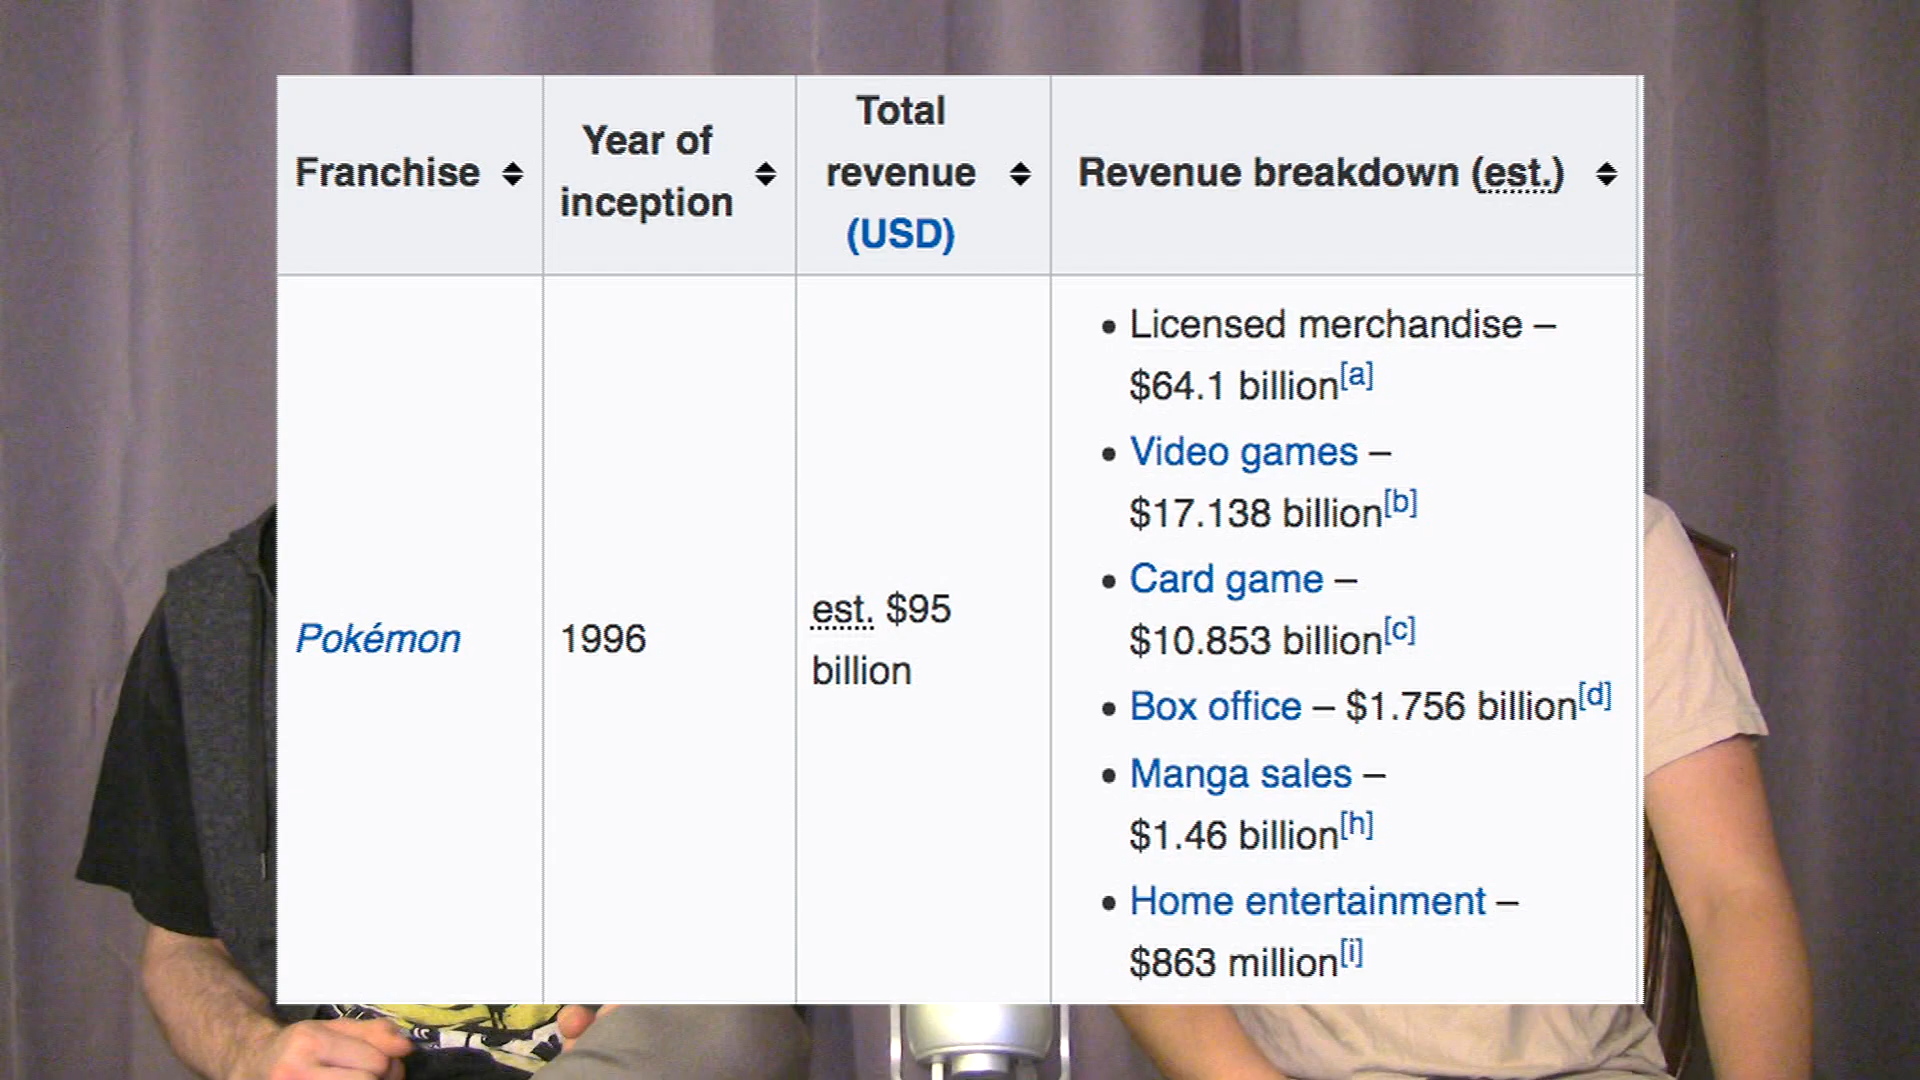 Franchise
Year of
inception
Total
revenue
(USD)
Revenue breakdown (est.)
Pokémon
1996
est. $95
billion
• Licensed merchandise –
$64.1 billion[a]
• Video games –
$17.138 billion[b]
• Card game –
$10.853 billion[c]
• Box office – $1.756 billion[d]
• Manga sales –
$1.46 billion[h]
• Home entertainment –
$863 million[i]